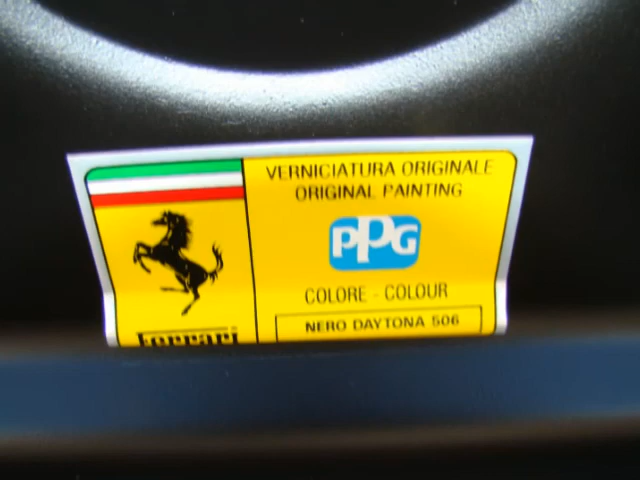 VERNICIATURA ORIGINALE
ORIGINAL PAINTING
PPG
COLORE - COLOUR
NERO DAYTONA 506
Ferrari